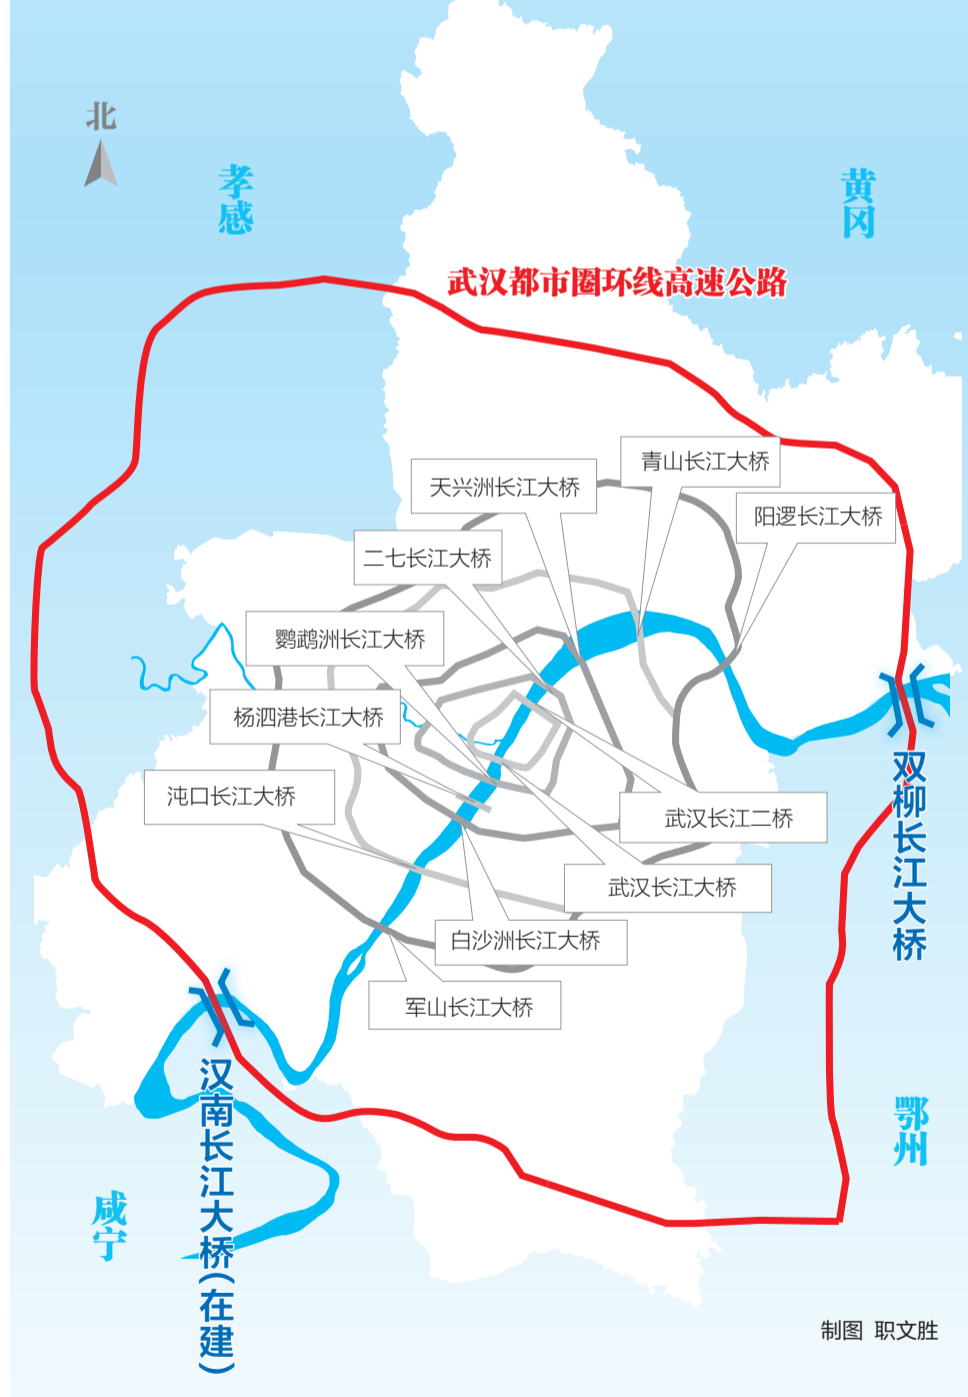 北
孝感
黄冈
武汉都市圈环线高速公路
青山长江大桥
天兴洲长江大桥
阳逻长江大桥
二七长江大桥
鹦鹉洲长江大桥
杨泗港长江大桥
沌口长江大桥
武汉长江二桥
双柳长江大桥
武汉长江大桥
白沙洲长江大桥
军山长江大桥
汉南长江大桥(在建)
鄂州
咸宁
制图 职文胜